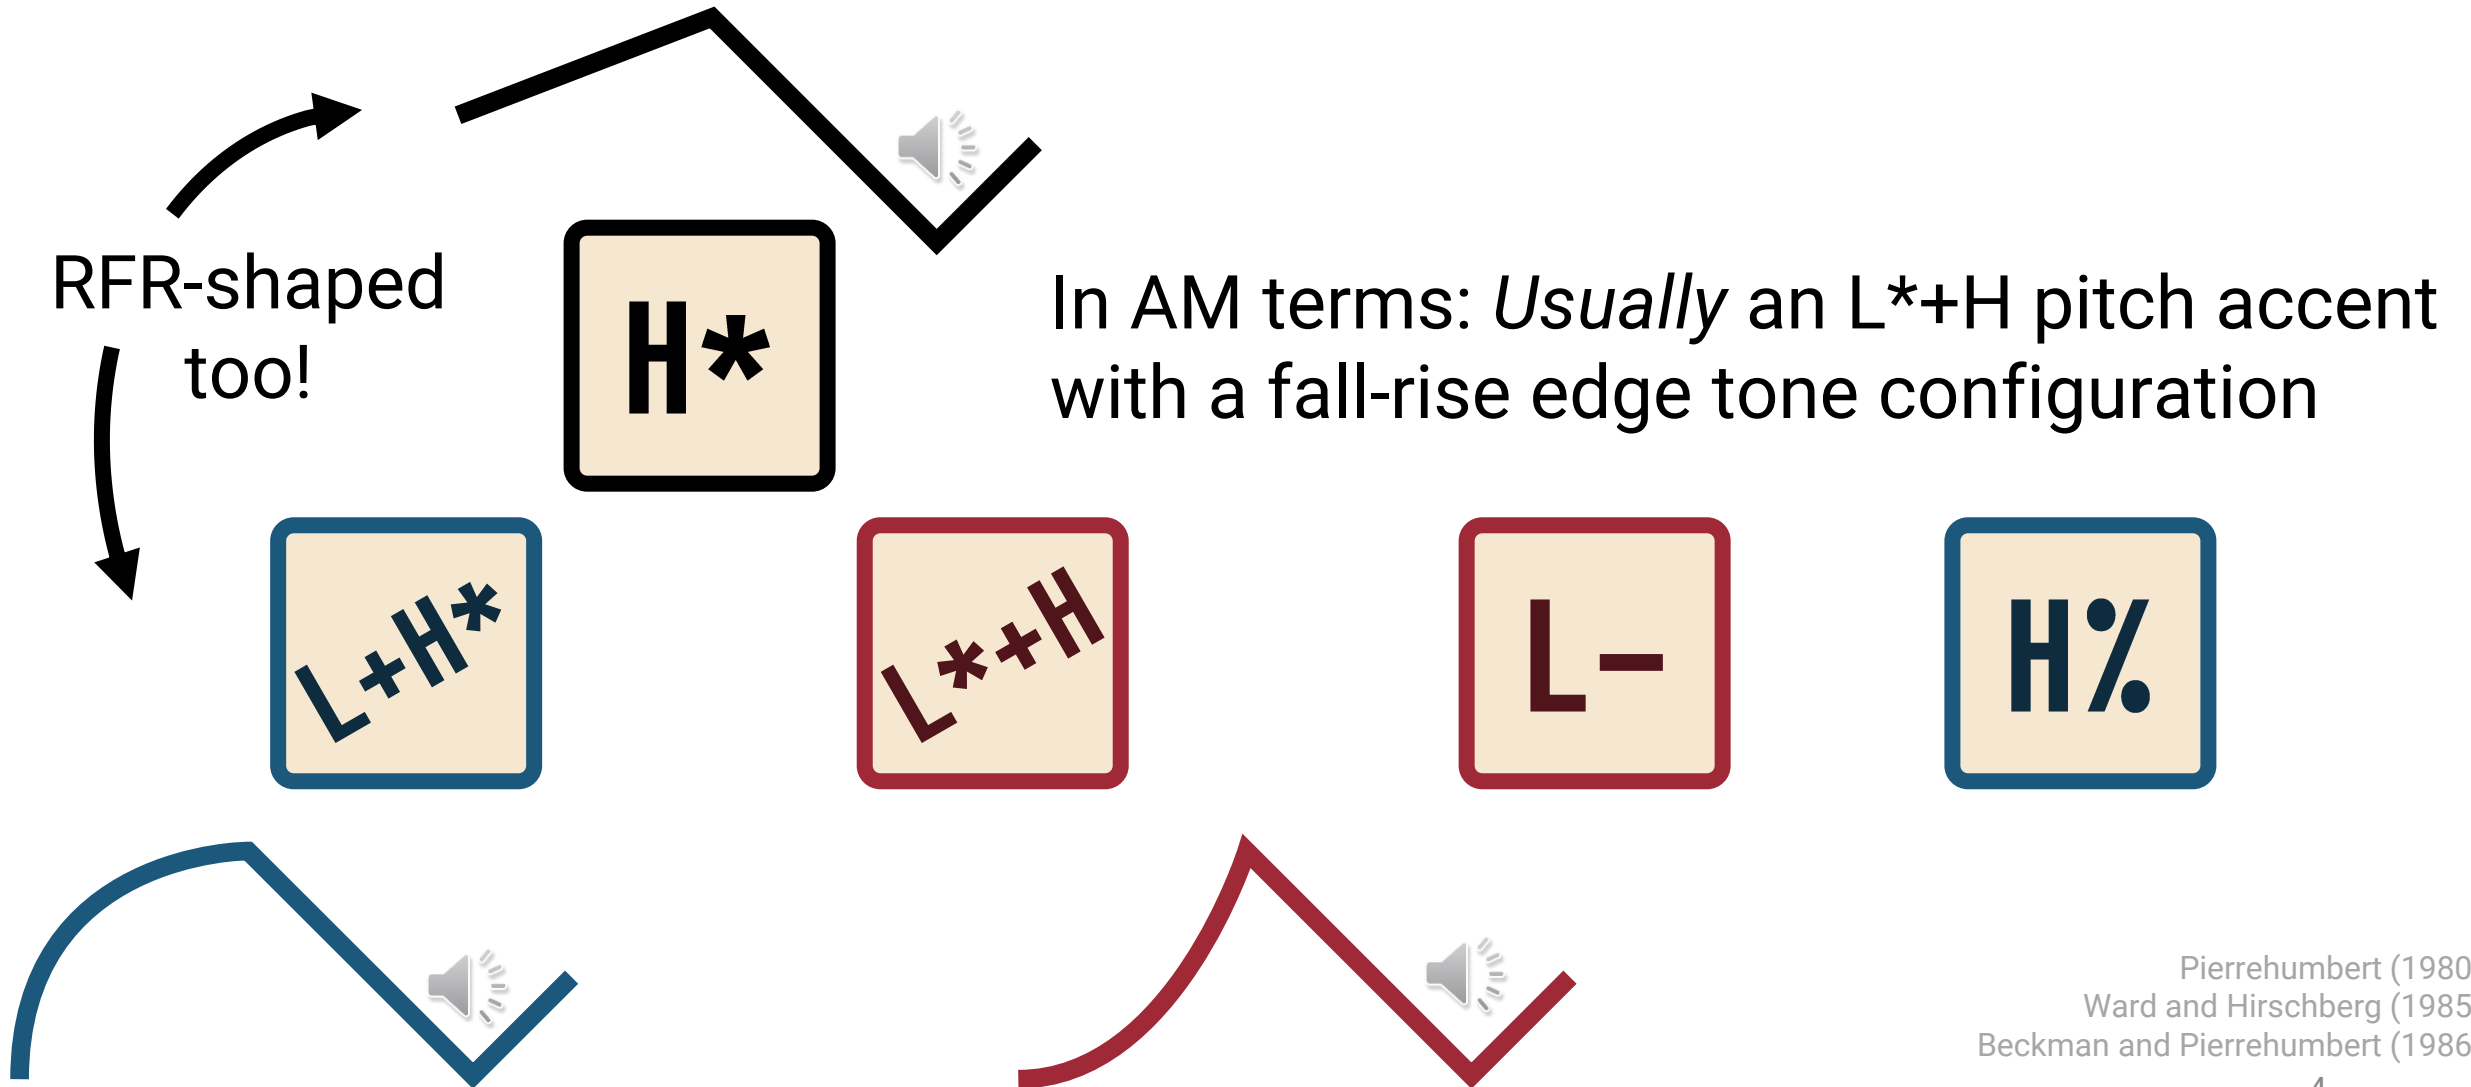 RFR-shaped
too!
H*
In AM terms: Usually an L*+H pitch accent
with a fall-rise edge tone configuration
L+H*
L*+H
L-
H%
Pierrehumbert (1980
Ward and Hirschberg (1985
Beckman and Pierrehumbert (1986
4